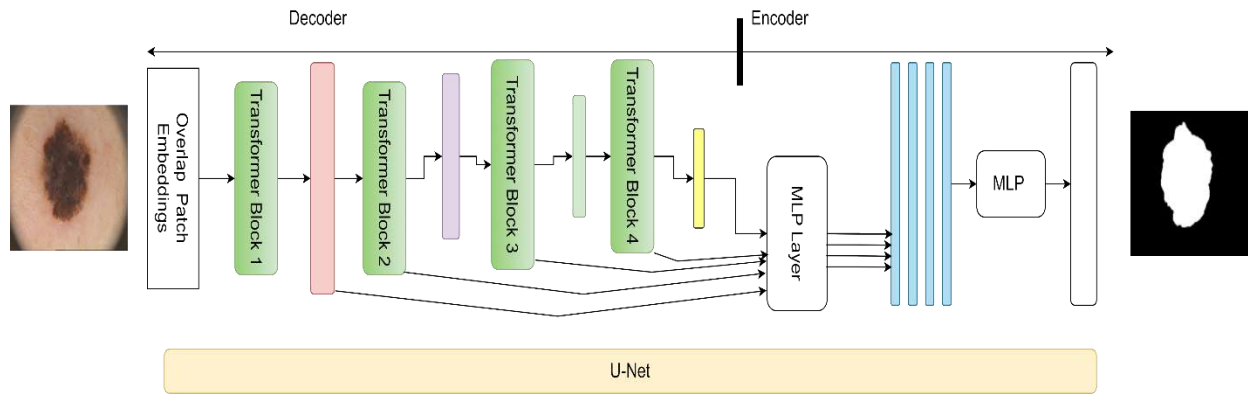 Decoder
Encoder
Overlap Patch
Embeddings
Transformer Block 1
Transformer Block 2
Transformer Block 3
Transformer Block 4
MLP Layer
MLP
U-Net